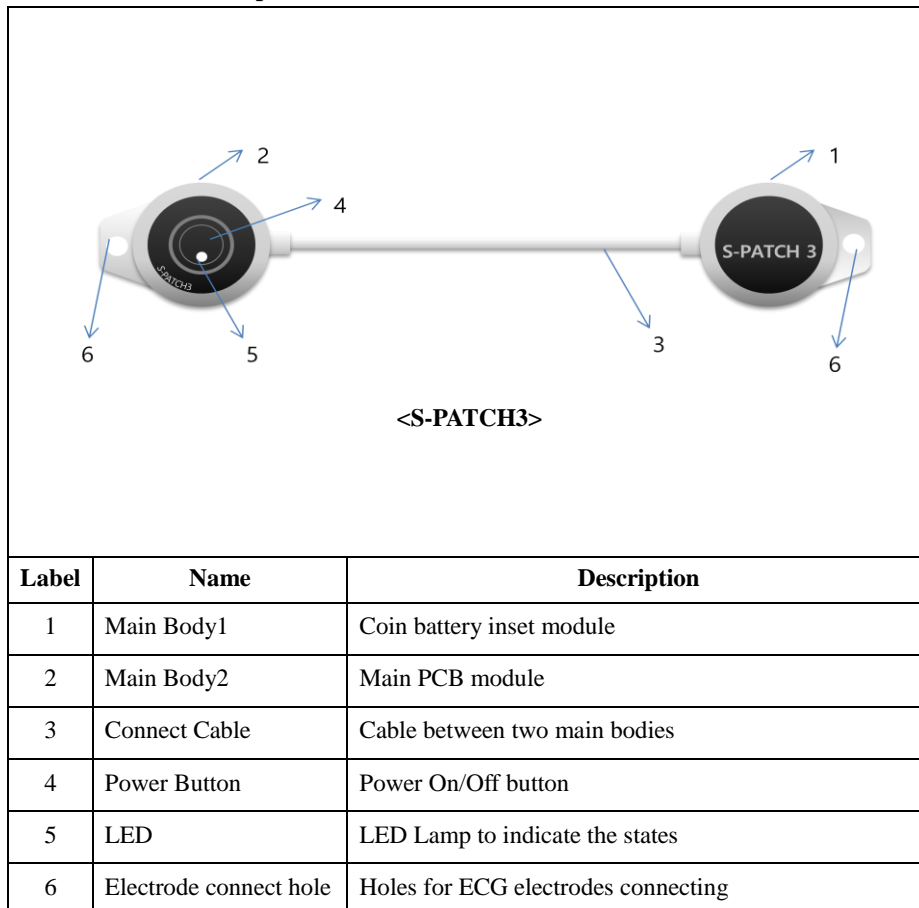 2
1
4
S-PATCH 3
S-PATCH3
6
5
3
6
<S-PATCH3>
Label Name Description
1 Main Body1 Coin battery inset module
2 Main Body2 Main PCB module
3 Connect Cable Cable between two main bodies
4 Power Button Power On/Off button
5 LED LED Lamp to indicate the states
6 Electrode connect hole Holes for ECG electrodes connecting